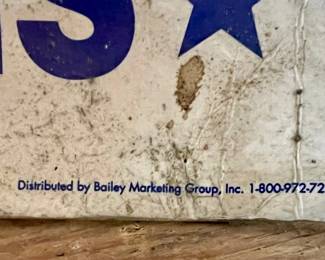 S
Distributed by Bailey Marketing Group, Inc. 1-800-972-72